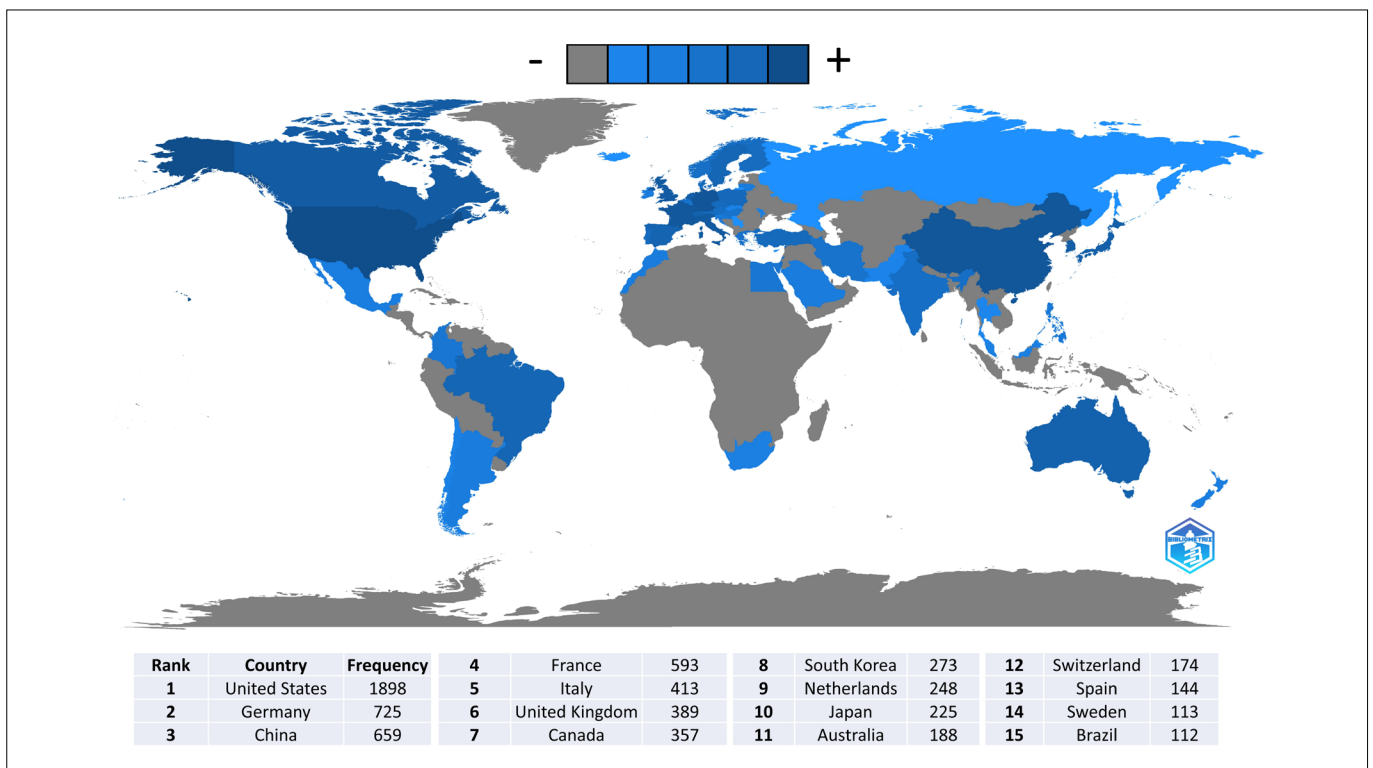 - +
BIBLIOMETRIX
Rank Country Frequency 4 France 593 8 South Korea 273 12 Switzerland 174
1 United States 1898 5 Italy 413 9 Netherlands 248 13 Spain 144
2 Germany 725 6 United Kingdom 389 10 Japan 225 14 Sweden 113
3 China 659 7 Canada 357 11 Australia 188 15 Brazil 112